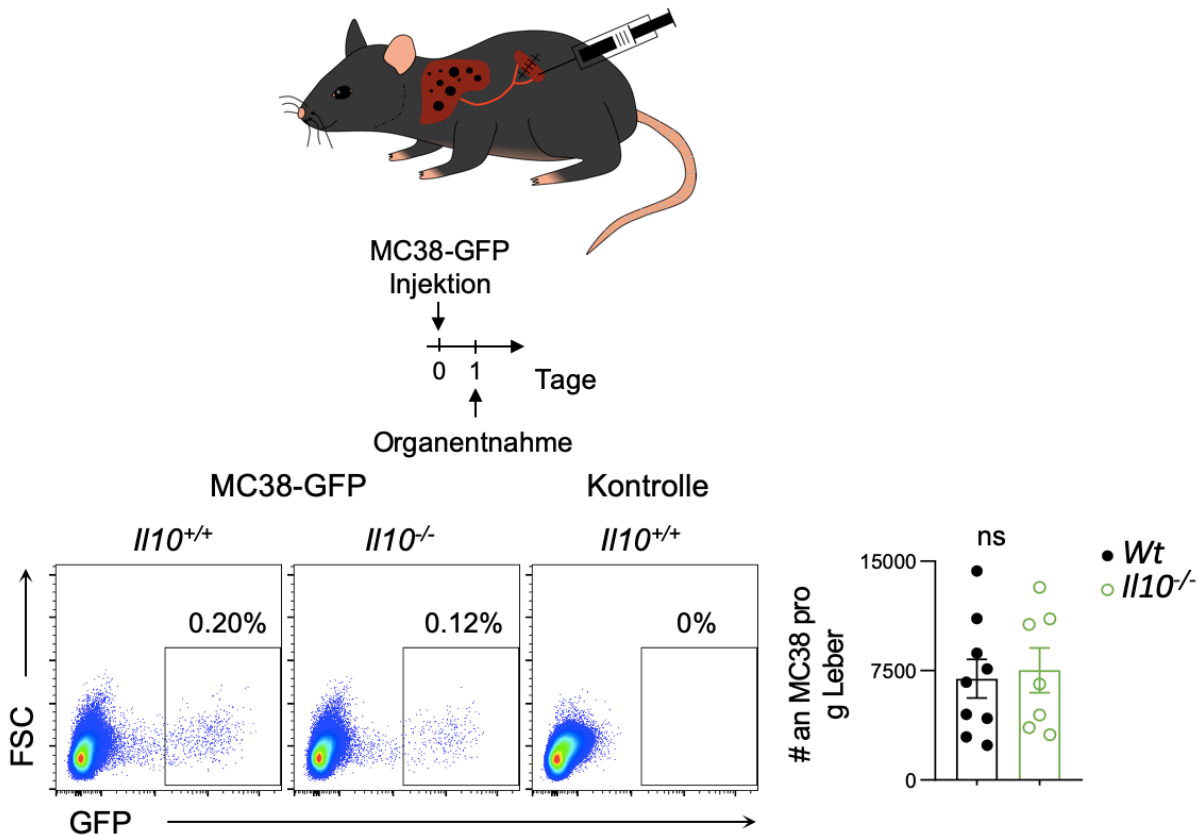 MC38-GFP
Injektion
0 1 Tage
Organentnahme
MC38-GFP Kontrolle
Il10+/+ Il10-/- Il10+/+
0.20% 0.12% 0%
FSC
GFP
ns
# an MC38 pro
g Leber
15000
7500
0
Wt
Il10-/-